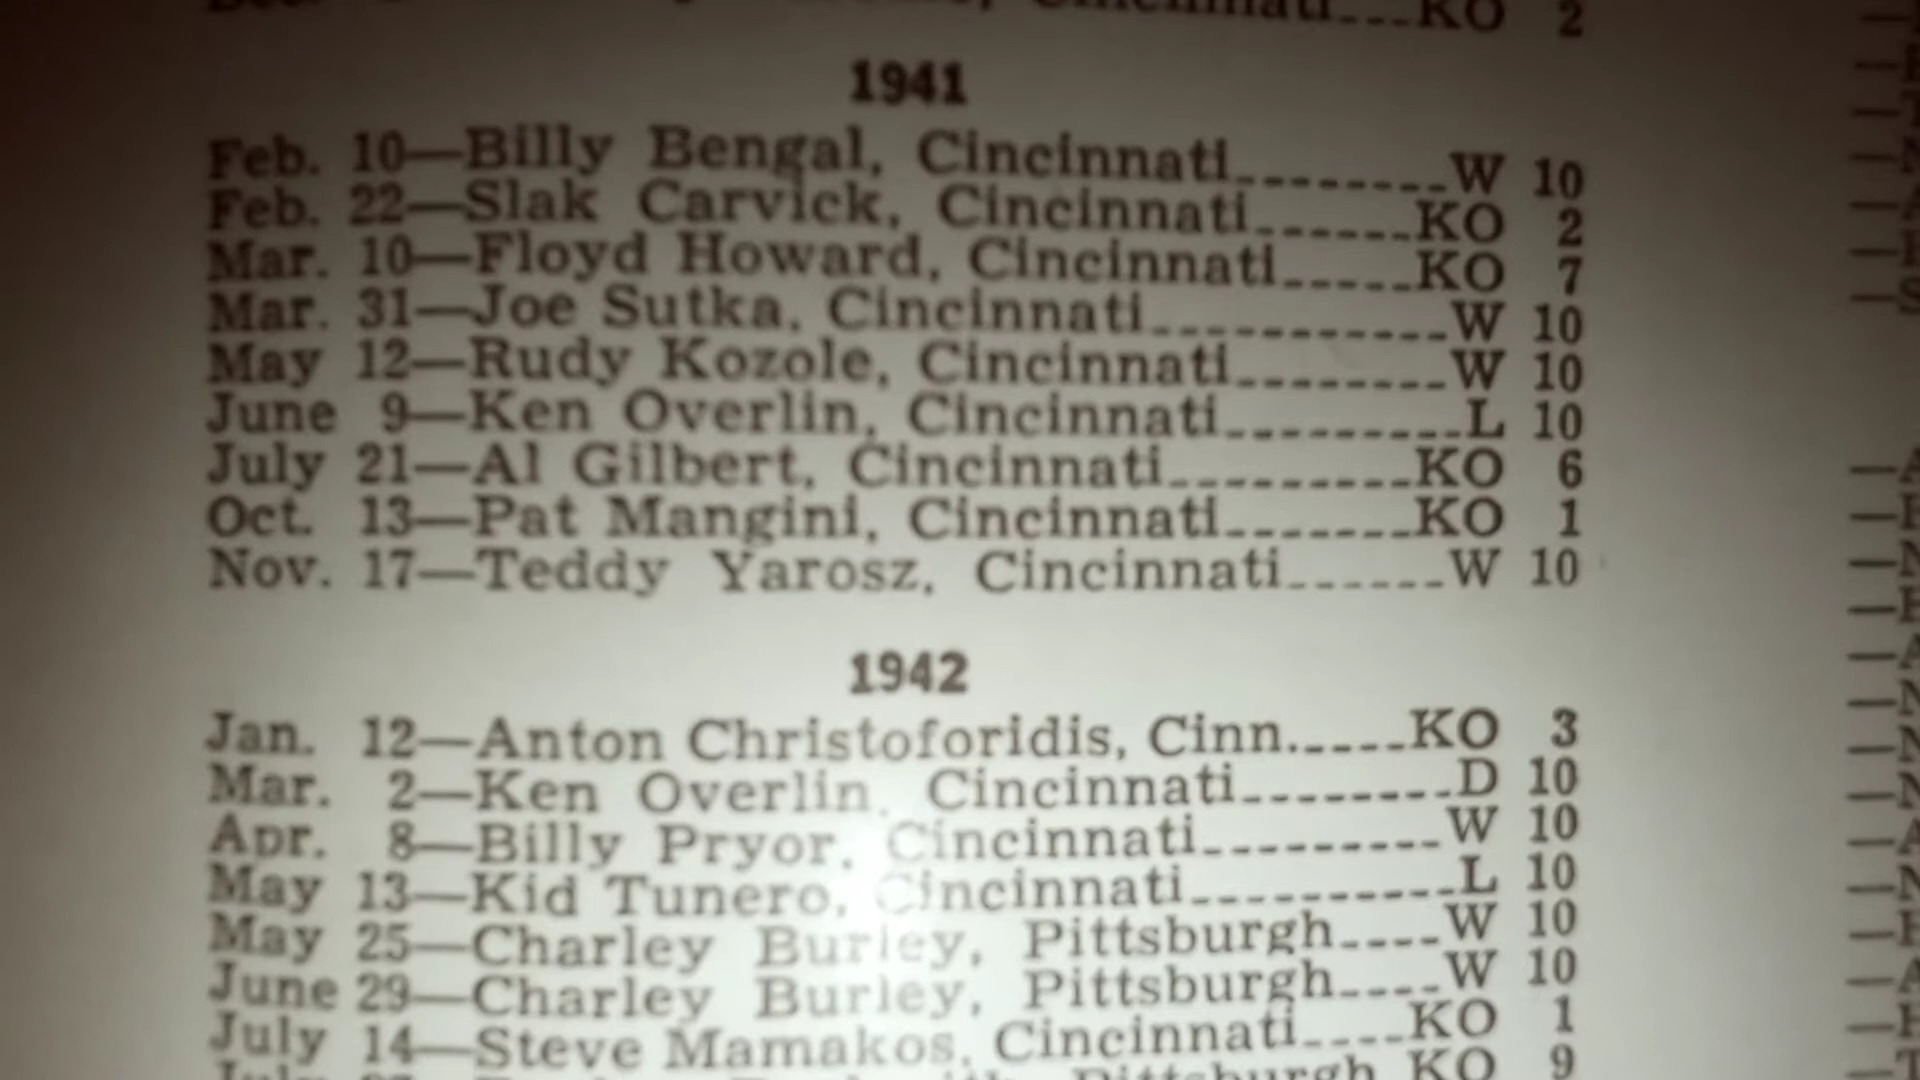 KO 2
1941
Feb. 10—Billy Bengal, Cincinnati--------W 10
Feb. 22—Slak Carvick, Cincinnati------KO 2
Mar. 10—Floyd Howard, Cincinnati-----KO 7
Mar. 31—Joe Sutka, Cincinnati-----------W 10
May 12—Rudy Kozole, Cincinnati--------W 10
June 9—Ken Overlin, Cincinnati---------L 10
July 21—Al Gilbert, Cincinnati---------KO 6
Oct. 13—Pat Mangini, Cincinnati-------KO 1
Nov. 17—Teddy Yarosz, Cincinnati------W 10
1942
Jan. 12—Anton Christoforidis, Cinn.----KO 3
Mar. 2—Ken Overlin, Cincinnati--------D 10
Apr. 8—Billy Pryor, Cincinnati---------W 10
May 13—Kid Tunero, Cincinnati----------L 10
May 25—Charley Burley, Pittsburgh----W 10
June 29—Charley Burley, Pittsburgh----W 10
July 14—Steve Mamakos, Cincinnati----KO 1
Pittsburgh KO 9